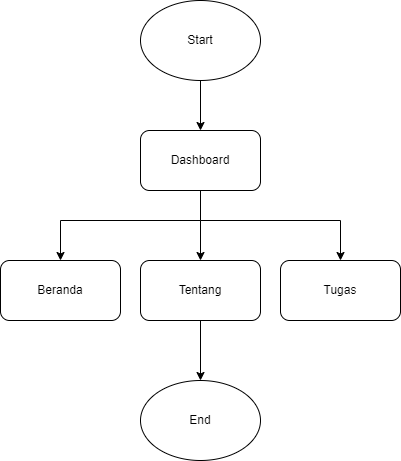 Start
Dashboard
Beranda
Tentang
Tugas
End